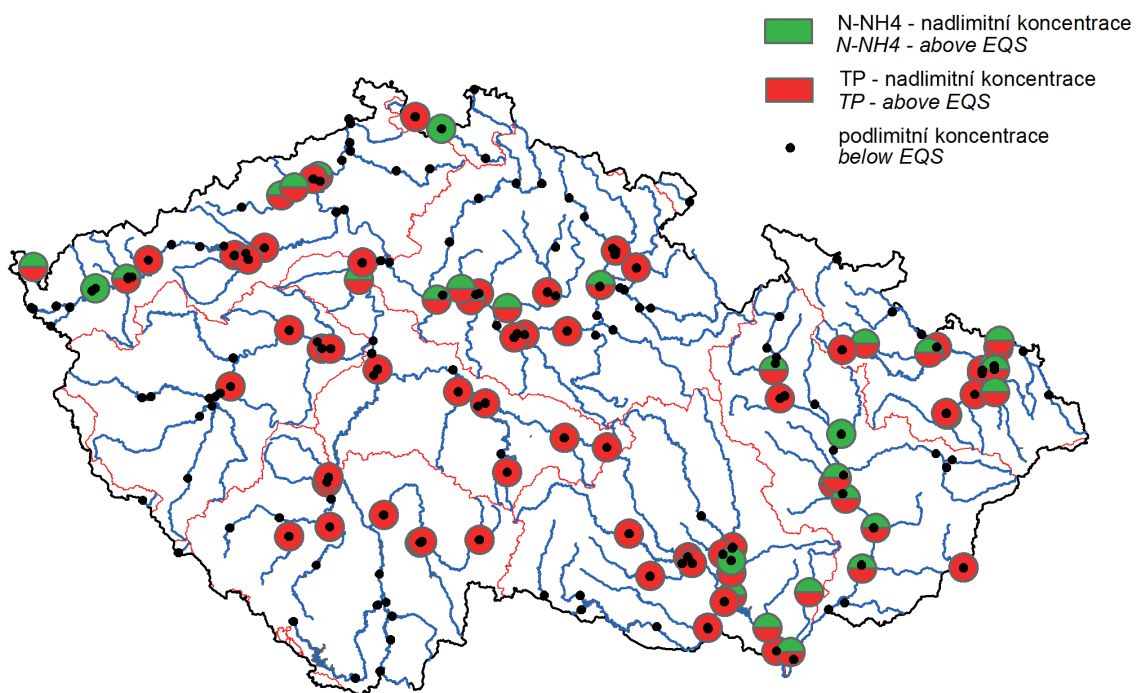 N-NH4 - nadlimitní koncentrace
N-NH4 - above EQS
TP - nadlimitní koncentrace
TP - above EQS
podlimitní koncentrace
below EQS